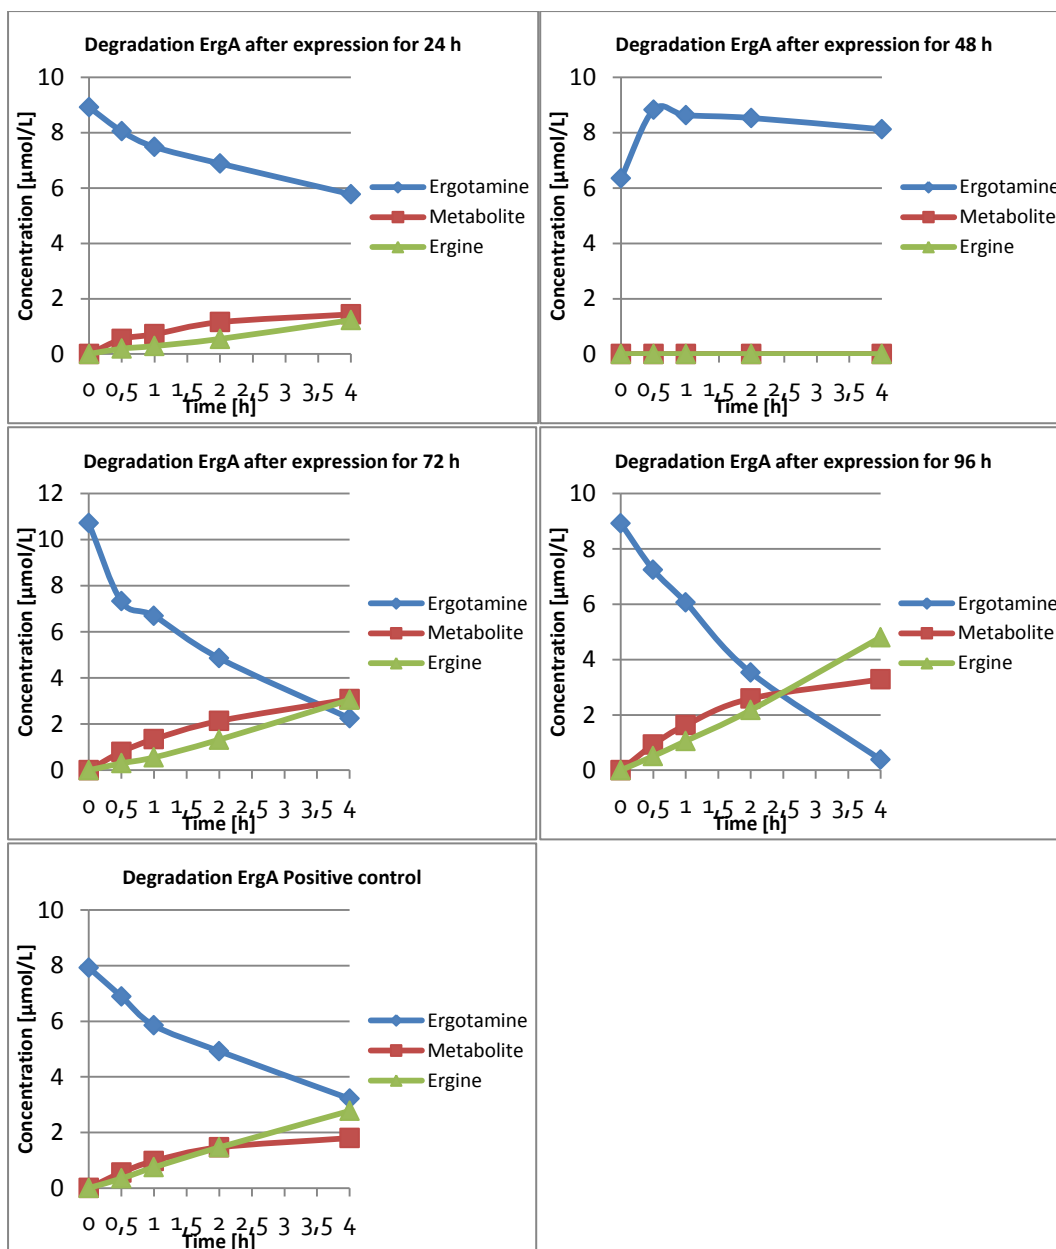 Degradation ErgA after expression for 24 h
Concentration [µmol/L]
10
8
6
4
2
0
0 0,5 1 1,5 2 2,5 3 3,5 4
Time [h]
Ergotamine
Metabolite
Ergine
Degradation ErgA after expression for 48 h
Concentration [µmol/L]
10
8
6
4
2
0
0 0,5 1 1,5 2 2,5 3 3,5 4
Time [h]
Ergotamine
Metabolite
Ergine
Degradation ErgA after expression for 72 h
Concentration [µmol/L]
12
10
8
6
4
2
0
0 0,5 1 1,5 2 2,5 3 3,5 4
Time [h]
Ergotamine
Metabolite
Ergine
Degradation ErgA after expression for 96 h
Concentration [µmol/L]
10
8
6
4
2
0
0 0,5 1 1,5 2 2,5 3 3,5 4
Time [h]
Ergotamine
Metabolite
Ergine
Degradation ErgA Positive control
Concentration [µmol/L]
10
8
6
4
2
0
0 0,5 1 1,5 2 2,5 3 3,5 4
Time [h]
Ergotamine
Metabolite
Ergine